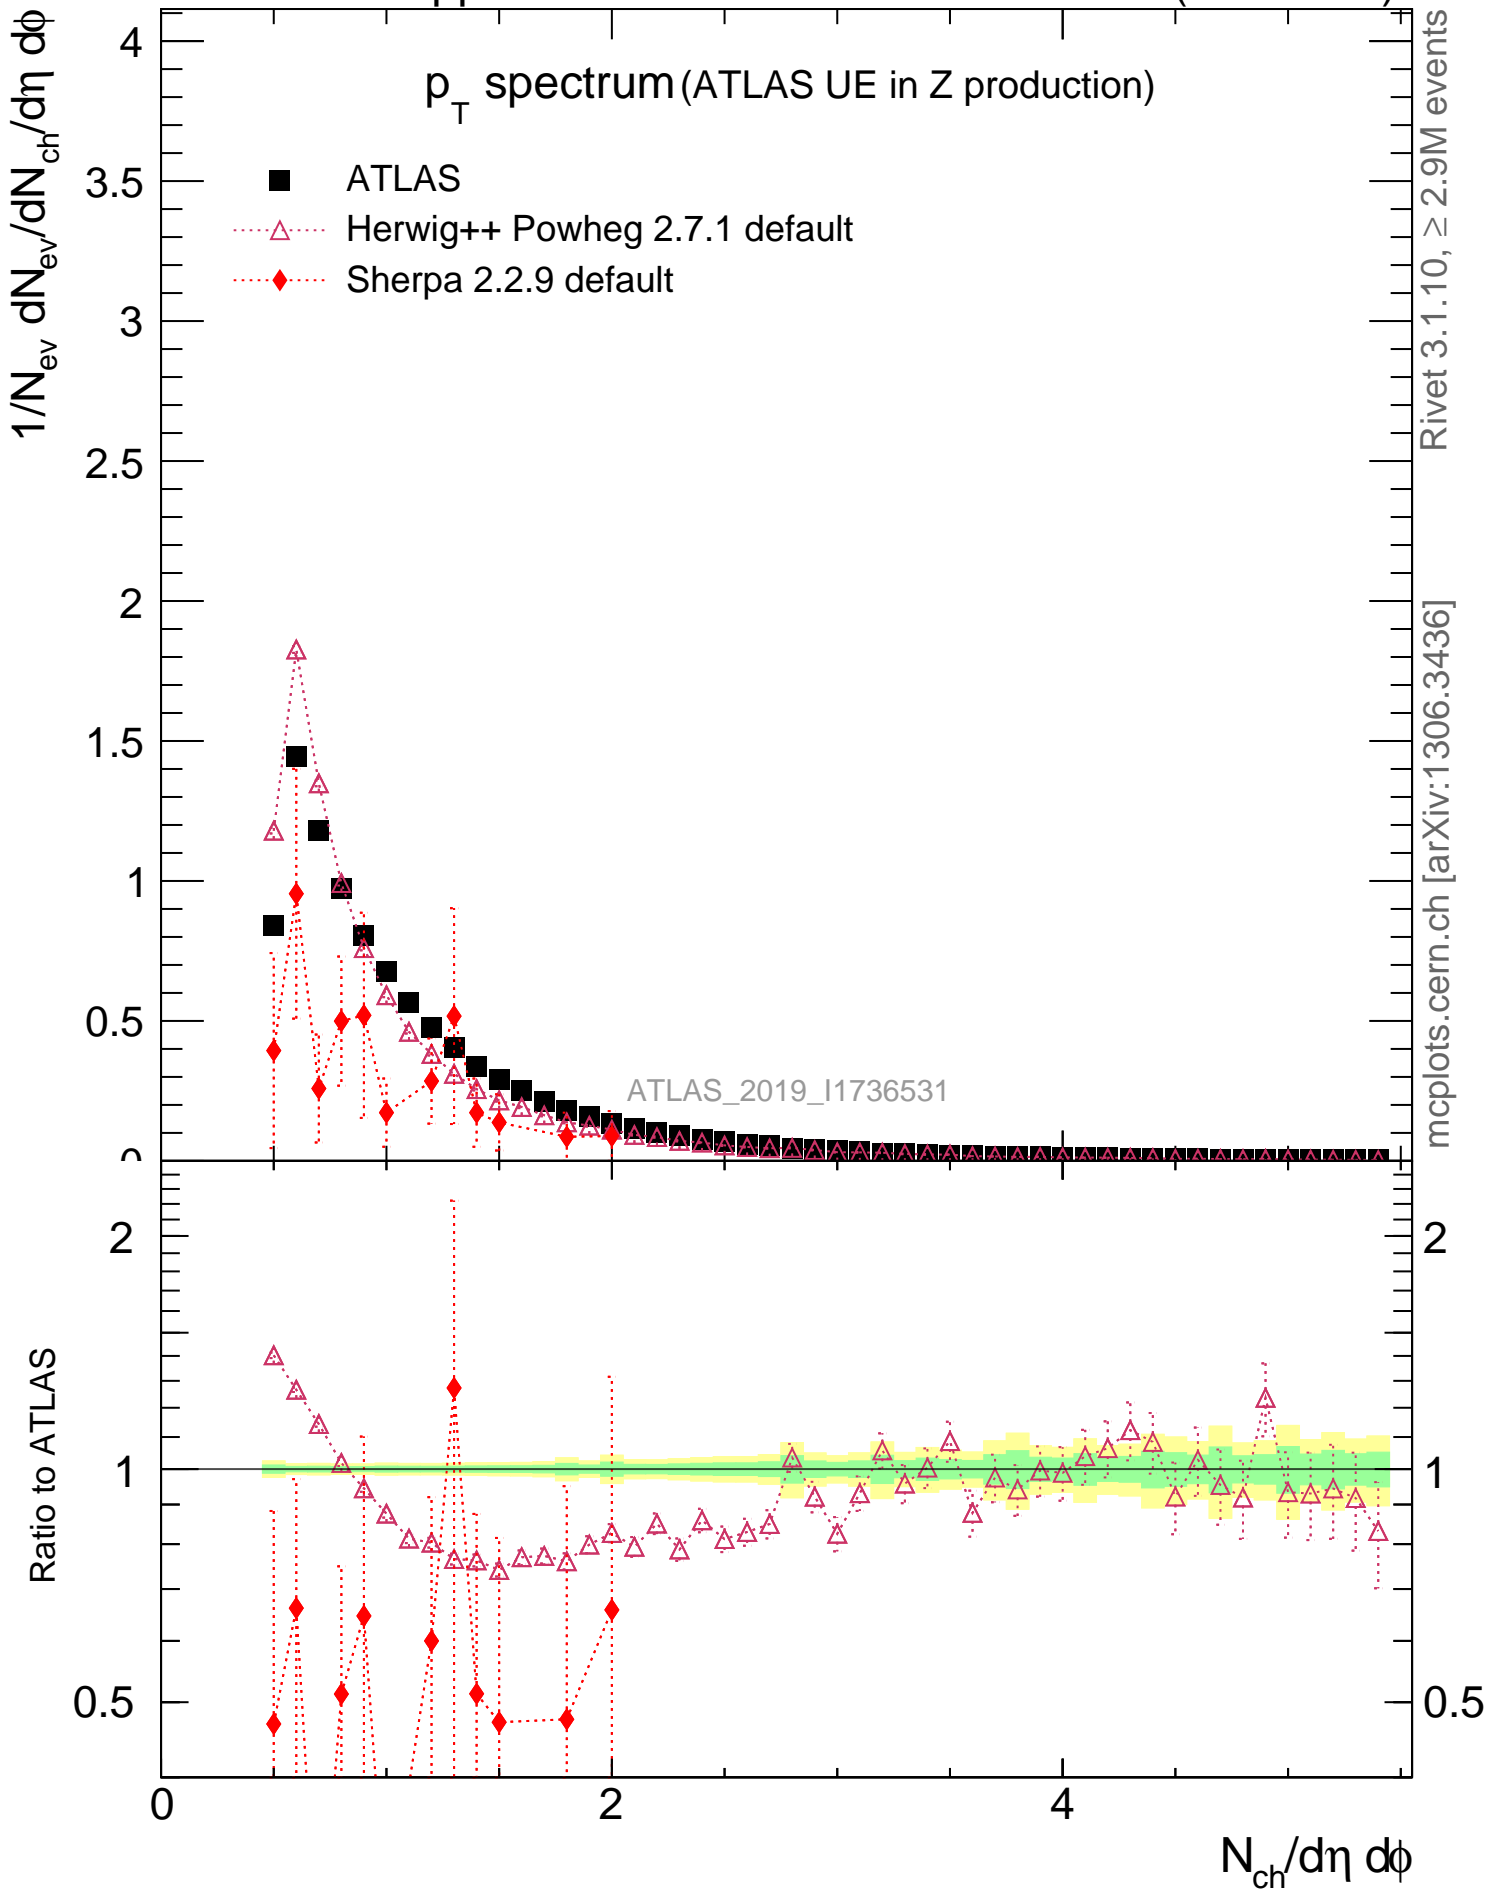 pp
p_T spectrum (ATLAS UE in Z production)
ATLAS
Herwig++ Powheg 2.7.1 default
Sherpa 2.2.9 default
1/N_ev dN_ev/dN_ch/dη dϕ
4
3.5
3
2.5
2
1.5
1
0.5
0
ATLAS_2019_I1736531
Rivet 3.1.10, ≥ 2.9M events
mcplots.cern.ch [arXiv:1306.3436]
Ratio to ATLAS
2
1
0.5
2
1
0.5
0
2
4
N_ch/dη dϕ